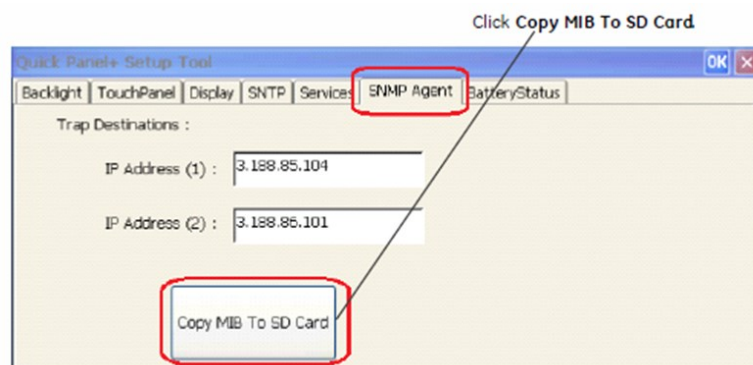 Click Copy MIB To SD Card.
Quick Panel+ Setup Tool OK X
Backlight TouchPanel Display SNTP Services SNMP Agent BatteryStatus
Trap Destinations :
IP Address (1) : 3.188.85.104
IP Address (2) : 3.188.86.101
Copy MIB To SD Card